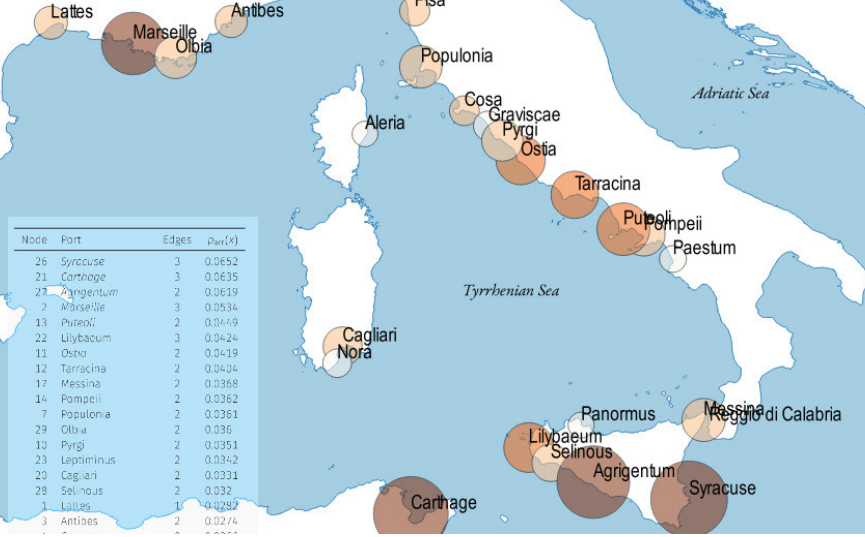 Pisa
Lattes
Antibes
Marseille
Olbia
Populonia
Adriatic Sea
Cosa
Graviscae
Aleria
Pyrgi
Ostia
Tarracina
Puteoli
Pompeii
Paestum
Tyrrhenian Sea
Cagliari
Nora
Panormus
Messina
Reggio di Calabria
Lilybaeum
Selinous
Agrigentum
Syracuse
Carthage
Node Port Edges ρarr(x)
26 Syracuse 3 0.0652
21 Carthage 3 0.0635
27 Agrigentum 2 0.0619
2 Marseille 3 0.0534
13 Puteoli 2 0.0449
22 Lilybaoum 3 0.0424
11 Ostia 2 0.0419
12 Tarracina 2 0.0404
17 Messina 2 0.0368
14 Pompeii 2 0.0362
7 Populonia 2 0.0361
29 Olbia 2 0.036
10 Pyrgi 2 0.0351
23 Leptiminus 2 0.0342
20 Cagliari 2 0.0331
28 Selinous 2 0.032
1 Lattes 1 0.0282
3 Antibes 2 0.0274